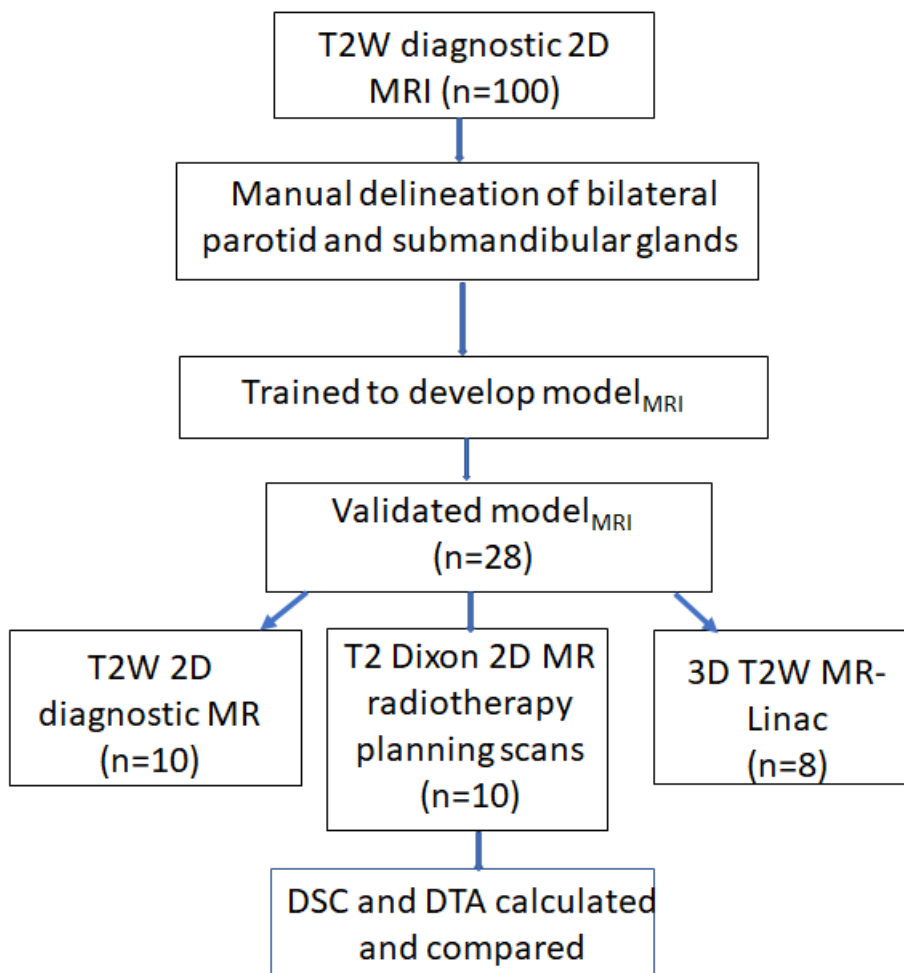 T2W diagnostic 2D
MRI (n=100)
Manual delineation of bilateral
parotid and submandibular glands
Trained to develop model_MRI
Validated model_MRI
(n=28)
T2W 2D
diagnostic MR
(n=10)
T2 Dixon 2D MR
radiotherapy
planning scans
(n=10)
3D T2W MR-
Linac
(n=8)
DSC and DTA calculated
and compared